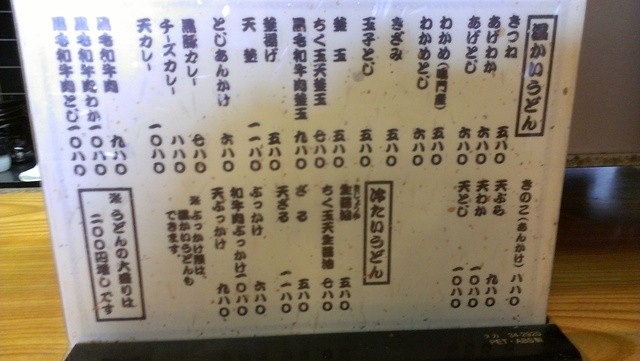 温かいうどん
きつね 五八〇
あげわか 六八〇
あげとじ 六八〇
わかめ(鳴門産) 五八〇
わかめとじ 六八〇
きざみ 五八〇
玉子とじ 五八〇
釜玉 五八〇
ちく玉天釜玉 七八〇
黒毛和牛肉釜玉 九八〇
釜揚げ 五八〇
天釜 一一八〇
とじあんかけ 六八〇
黒豚カレー 七八〇
チーズカレー 八八〇
天カレー 一〇八〇
黒毛和牛肉 九八〇
黒毛和牛肉わか 一〇八〇
黒毛和牛肉とじ 一〇八〇
きのこ(あんかけ) 八八〇
天ぷら 九八〇
天わか 一〇八〇
天とじ 一〇八〇
冷たいうどん
生醤油 五八〇
ちく玉天生醤油 七八〇
ざる 五八〇
天ざる 一一八〇
ぶっかけ 六八〇
和牛肉ぶっかけ 一〇八〇
天ぶっかけ 九八〇
※ぶっかけ類は、
温かいうどんも
できます。
※うどんの大盛りは
二〇〇円増しです
PET・ABS製